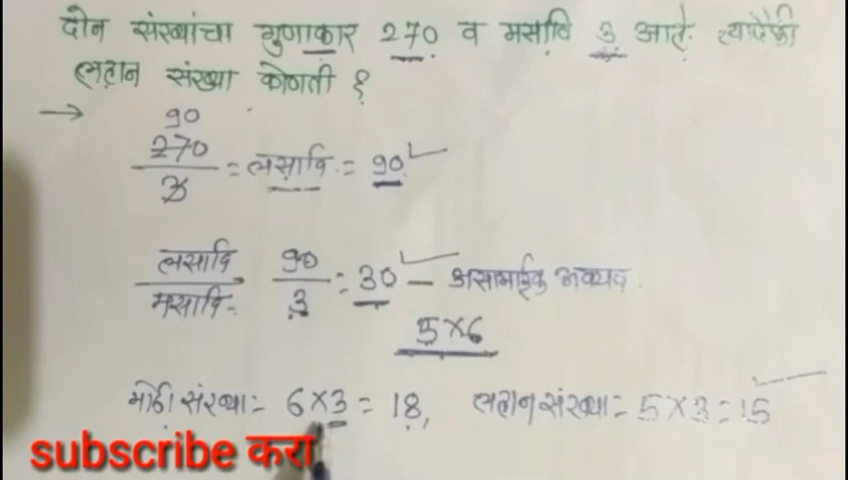 दोन संख्यांचा गुणाकार 270 व मसावि 3 आहे. त्यापैकी
लहान संख्या कोणती ?
→ 90
270/3 = लसावि = 90 ✓
लसावि/मसावि = 90/3 = 30 ✓ – असामाईक अवयव.
5×6
मोठी संख्या = 6×3 = 18, लहान संख्या = 5×3 = 15 ✓
subscribe करा